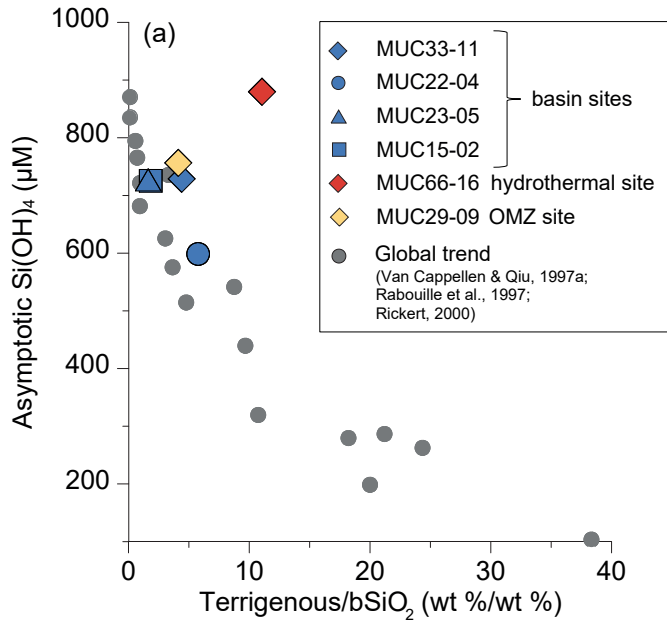 (a)
1000
800
600
400
200
Asymptotic Si(OH)₄ (µM)
0
10
20
30
40
Terrigenous/bSiO₂ (wt %/wt %)
MUC33-11
MUC22-04
MUC23-05
MUC15-02
basin sites
MUC66-16 hydrothermal site
MUC29-09 OMZ site
Global trend
(Van Cappellen & Qiu, 1997a;
Rabouille et al., 1997;
Rickert, 2000)